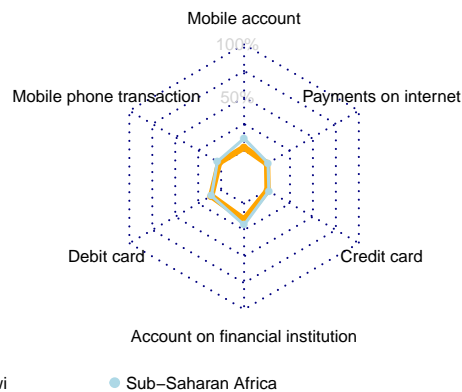 Mobile account
100%
Mobile phone transaction
50%
Payments on internet
Debit card
Credit card
Account on financial institution
wi
Sub−Saharan Africa